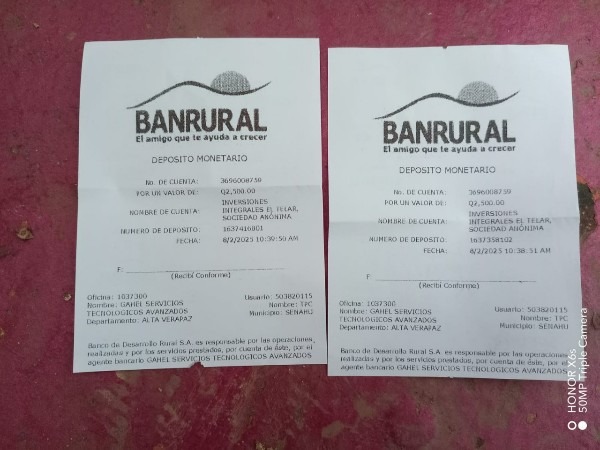 BANRURAL
El amigo que te ayuda a crecer
DEPOSITO MONETARIO
No. DE CUENTA: 3696008739
POR UN VALOR DE: Q2,500.00
NOMBRE DE CUENTA: INVERSIONES
INTEGRALES EL TELAR,
SOCIEDAD ANÓNIMA
NUMERO DE DEPOSITO: 1637416801
FECHA: 8/2/2023 10:39:50 AM
F:
(Recibí Conforme)
Oficina: 1037300 Usuario: 503820115
Nombre: GAHEL SERVICIOS Nombre: TPC
TECNOLOGICOS AVANZADOS Municipio: SENAHU
Departamento: ALTA VERAPAZ
Banco de Desarrollo Rural S.A. es responsable por las operaciones,
realizadas y por los servicios prestados, por cuenta de éste, por el
agente bancario GAHEL SERVICIOS TECNOLOGICOS AVANZADOS
BANRURAL
El amigo que te ayuda a crecer
DEPOSITO MONETARIO
No. DE CUENTA: 3696008739
POR UN VALOR DE: Q2,500.00
NOMBRE DE CUENTA: INVERSIONES
INTEGRALES EL TELAR,
SOCIEDAD ANÓNIMA
NUMERO DE DEPOSITO: 1637358102
FECHA: 8/2/2023 10:38:31 AM
F:
(Recibí Conforme)
Oficina: 1037300 Usuario: 503820115
Nombre: GAHEL SERVICIOS Nombre: TPC
TECNOLOGICOS AVANZADOS Municipio: SENAHU
Departamento: ALTA VERAPAZ
Banco de Desarrollo Rural S.A. es responsable por las operaciones,
realizadas y por los servicios prestados, por cuenta de éste, por el
agente bancario GAHEL SERVICIOS TECNOLOGICOS AVANZADOS
HONOR X6s
50MP Triple Camera